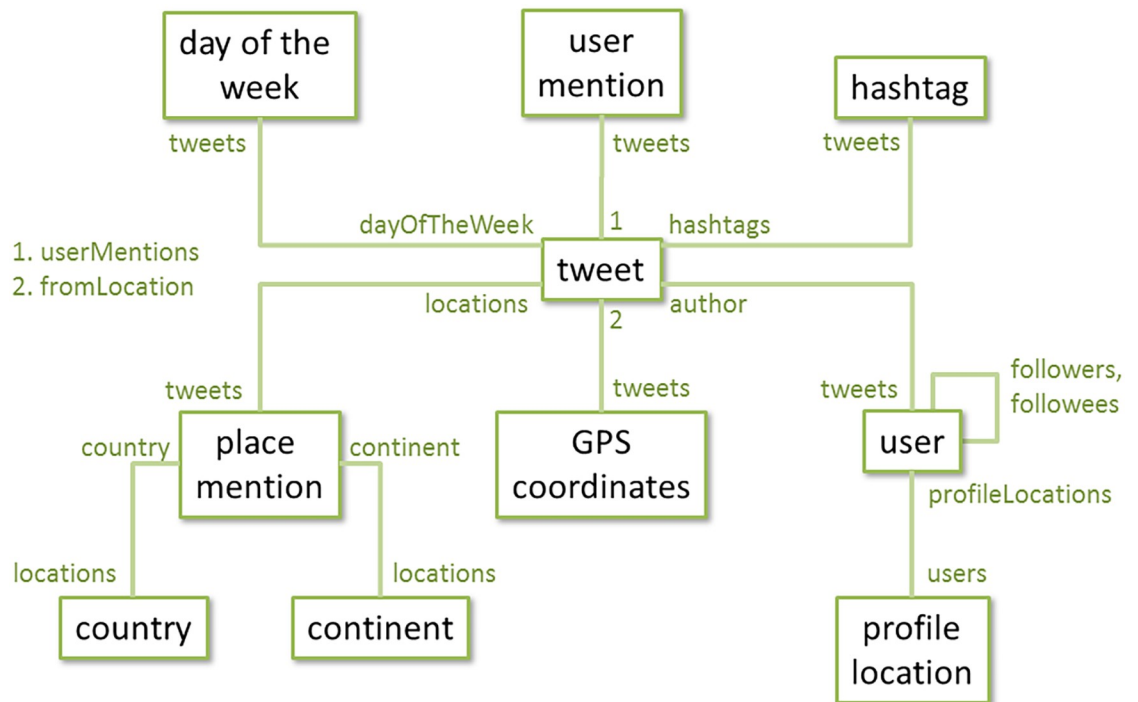 day of the
week
user
mention
hashtag
tweets
tweets
tweets
dayOfTheWeek
1
hashtags
1. userMentions
2. fromLocation
tweet
locations
2
author
tweets
tweets
tweets
followers,
followees
country
place
mention
continent
GPS
coordinates
user
profileLocations
locations
locations
users
country
continent
profile
location